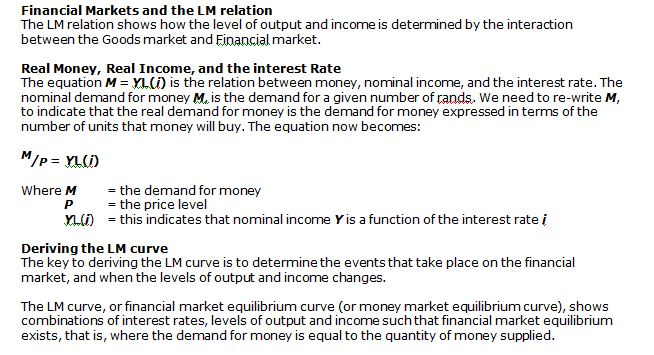 Financial Markets and the LM relation
The LM relation shows how the level of output and income is determined by the interaction
between the Goods market and Financial market.
Real Money, Real Income, and the interest Rate
The equation M = YL(i) is the relation between money, nominal income, and the interest rate. The
nominal demand for money M, is the demand for a given number of rands. We need to re-write M,
to indicate that the real demand for money is the demand for money expressed in terms of the
number of units that money will buy. The equation now becomes:
M/P = YL(i)
Where M = the demand for money
P = the price level
YL(i) = this indicates that nominal income Y is a function of the interest rate i
Deriving the LM curve
The key to deriving the LM curve is to determine the events that take place on the financial
market, and when the levels of output and income changes.
The LM curve, or financial market equilibrium curve (or money market equilibrium curve), shows
combinations of interest rates, levels of output and income such that financial market equilibrium
exists, that is, where the demand for money is equal to the quantity of money supplied.